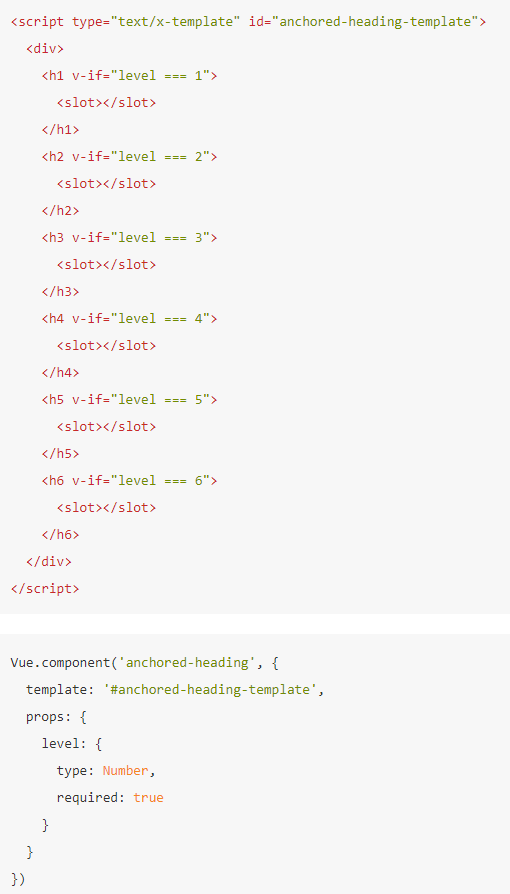 <script type="text/x-template" id="anchored-heading-template">
  <div>
    <h1 v-if="level === 1">
      <slot></slot>
    </h1>
    <h2 v-if="level === 2">
      <slot></slot>
    </h2>
    <h3 v-if="level === 3">
      <slot></slot>
    </h3>
    <h4 v-if="level === 4">
      <slot></slot>
    </h4>
    <h5 v-if="level === 5">
      <slot></slot>
    </h5>
    <h6 v-if="level === 6">
      <slot></slot>
    </h6>
  </div>
</script>
Vue.component('anchored-heading', {
  template: '#anchored-heading-template',
  props: {
    level: {
      type: Number,
      required: true
    }
  }
})